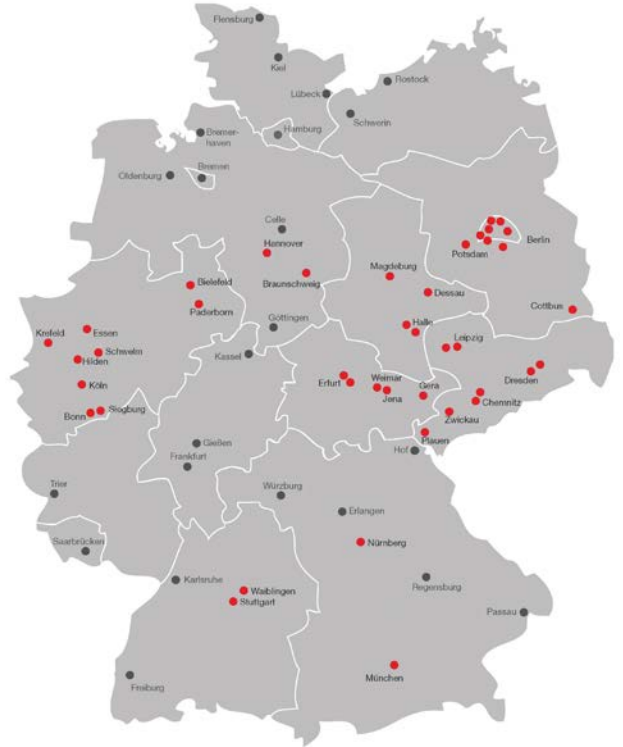 Flensburg
Kiel
Rostock
Lübeck
Schwerin
Hamburg
Bremer-
haven
Bremen
Oldenburg
Celle
Hannover
Berlin
Potsdam
Magdeburg
Braunschweig
Bielefeld
Dessau
Paderborn
Cottbus
Göttingen
Halle
Krefeld
Essen
Leipzig
Schwelm
Kassel
Hilden
Dresden
Erfurt
Weimar
Gera
Köln
Jena
Chemnitz
Bonn
Siegburg
Zwickau
Plauen
Gießen
Hof
Frankfurt
Trier
Würzburg
Erlangen
Saarbrücken
Nürnberg
Karlsruhe
Regensburg
Waiblingen
Stuttgart
Passau
München
Freiburg